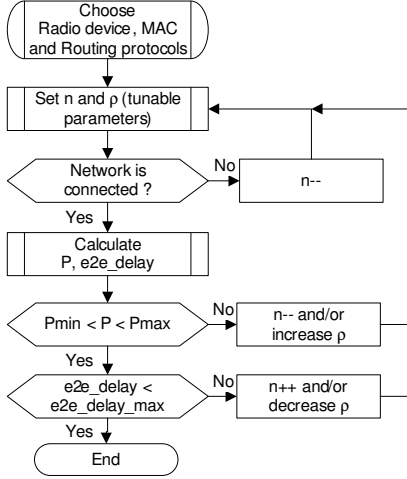 Choose
Radio device, MAC
and Routing protocols
Set n and ρ (tunable
parameters)
Network is
connected ?
No
n--
Yes
Calculate
P, e2e_delay
Pmin < P < Pmax
No
n-- and/or
increase ρ
Yes
e2e_delay <
e2e_delay_max
No
n++ and/or
decrease ρ
Yes
End